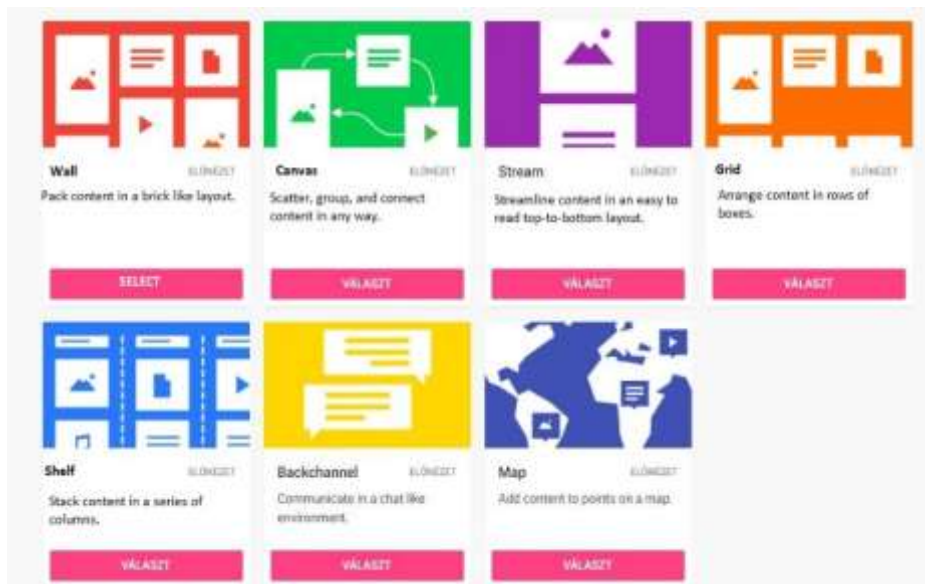 Wall ELŐNÉZET
Pack content in a brick like layout.
SELECT
Canvas ELŐNÉZET
Scatter, group, and connect
content in any way.
VÁLASZT
Stream ELŐNÉZET
Streamline content in an easy to
read top-to-bottom layout.
VÁLASZT
Grid ELŐNÉZET
Arrange content in rows of
boxes.
VÁLASZT
Shelf ELŐNÉZET
Stack content in a series of
columns.
VÁLASZT
Backchannel ELŐNÉZET
Communicate in a chat like
environment.
VÁLASZT
Map ELŐNÉZET
Add content to points on a map.
VÁLASZT